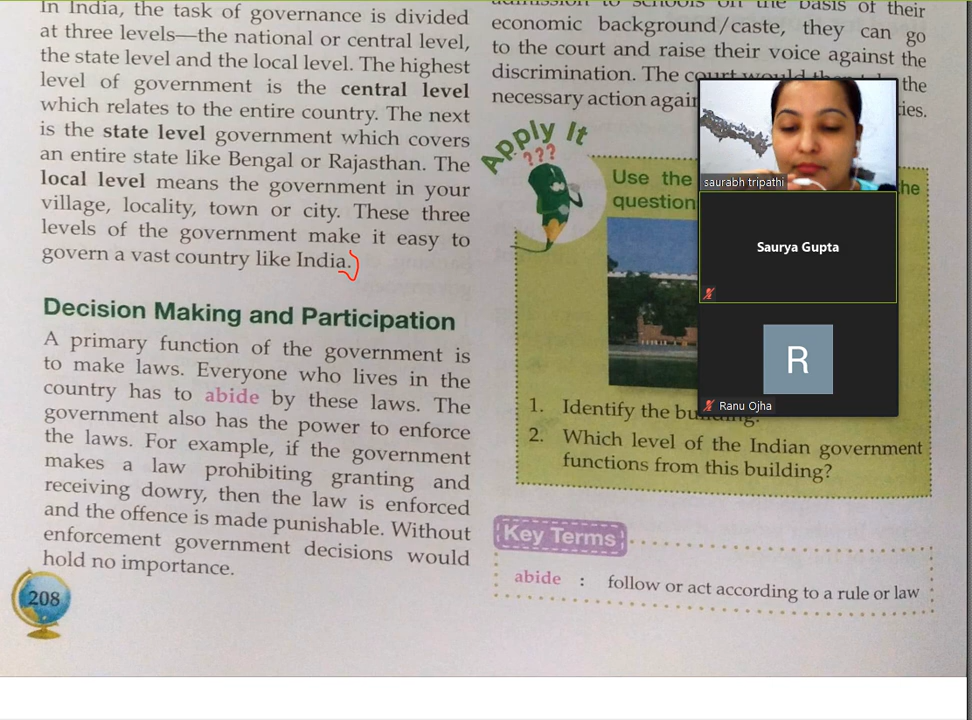 In India, the task of governance is divided
at three levels—the national or central level,
the state level and the local level. The highest
level of government is the central level
which relates to the entire country. The next
is the state level government which covers
an entire state like Bengal or Rajasthan. The
local level means the government in your
village, locality, town or city. These three
levels of the government make it easy to
govern a vast country like India.
Decision Making and Participation
A primary function of the government is
to make laws. Everyone who lives in the
country has to abide by these laws. The
government also has the power to enforce
the laws. For example, if the government
makes a law prohibiting granting and
receiving dowry, then the law is enforced
and the offence is made punishable. Without
enforcement government decisions would
hold no importance.
208
to schools on the basis of their
economic background/caste, they can go
to the court and raise their voice against the
discrimination. The court would the
necessary action
Apply It
???
Use the
question
1. Identify the building.
2. Which level of the Indian government
functions from this building?
Key Terms
abide : follow or act according to a rule or law
saurabh tripathi
Saurya Gupta
R
Ranu Ojha